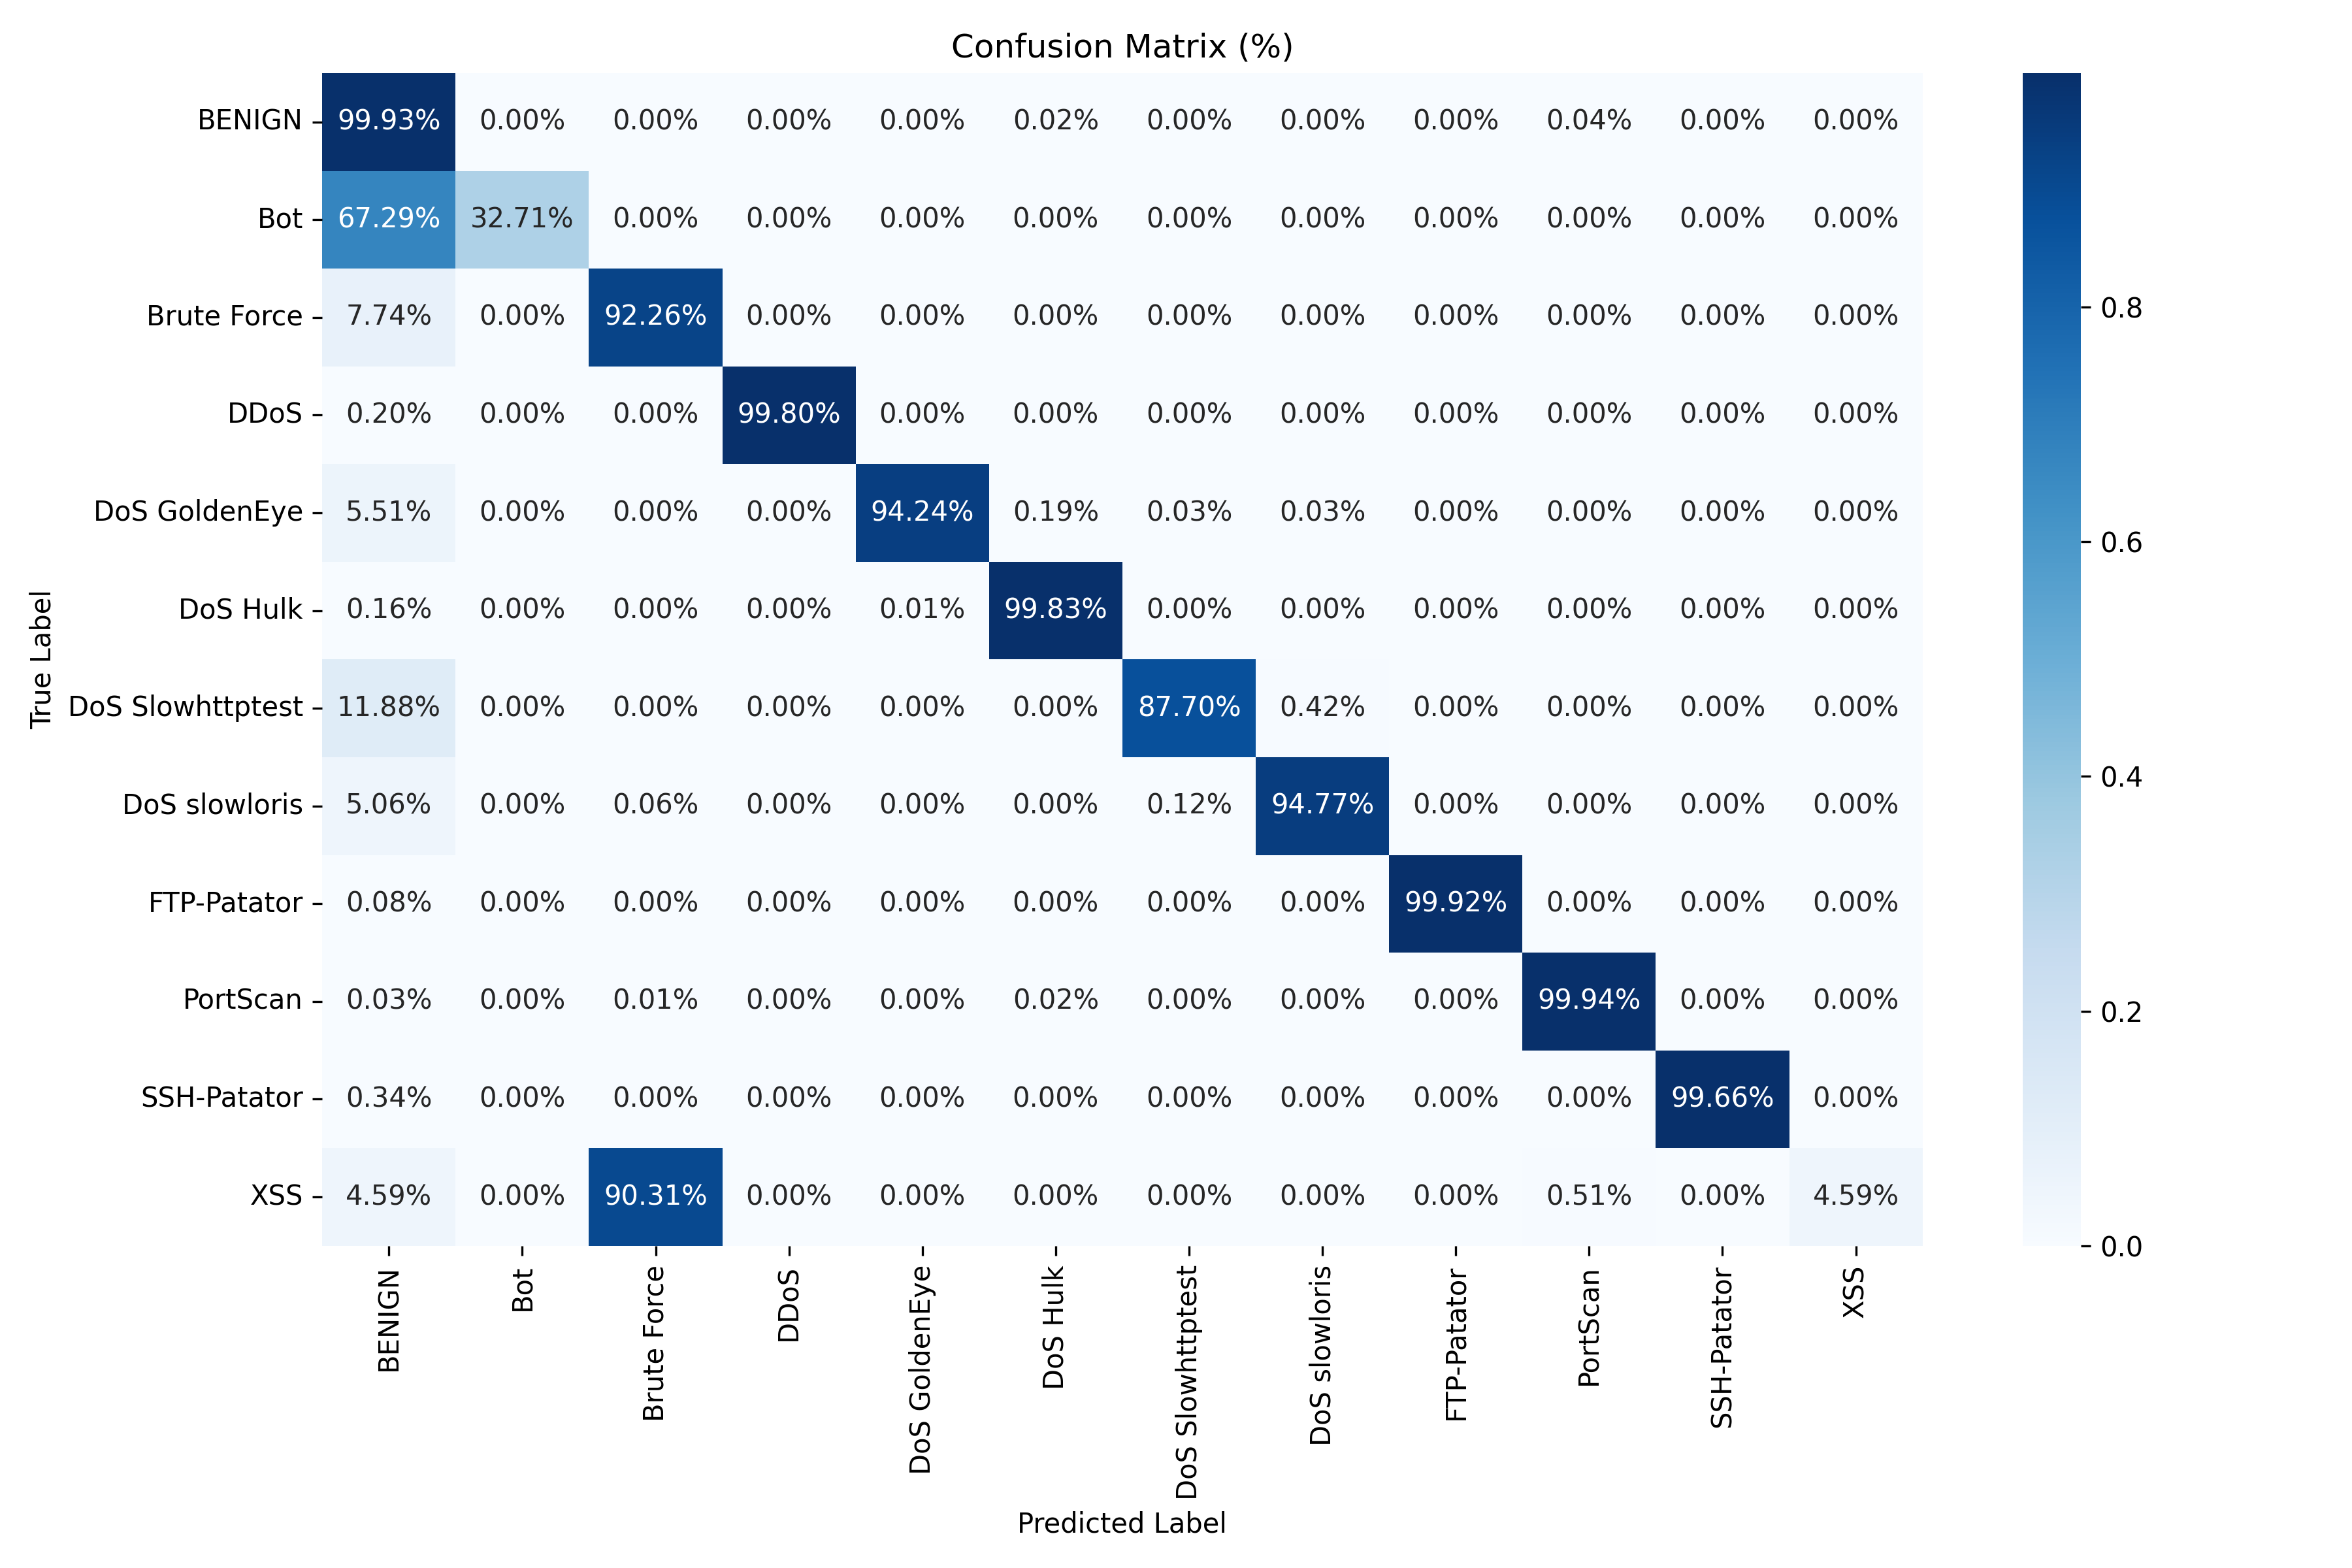 Confusion Matrix (%)
BENIGN 99.93% 0.00% 0.00% 0.00% 0.00% 0.02% 0.00% 0.00% 0.00% 0.04% 0.00% 0.00%
Bot 67.29% 32.71% 0.00% 0.00% 0.00% 0.00% 0.00% 0.00% 0.00% 0.00% 0.00% 0.00%
Brute Force 7.74% 0.00% 92.26% 0.00% 0.00% 0.00% 0.00% 0.00% 0.00% 0.00% 0.00% 0.00%
DDoS 0.20% 0.00% 0.00% 99.80% 0.00% 0.00% 0.00% 0.00% 0.00% 0.00% 0.00% 0.00%
DoS GoldenEye 5.51% 0.00% 0.00% 0.00% 94.24% 0.19% 0.03% 0.03% 0.00% 0.00% 0.00% 0.00%
DoS Hulk 0.16% 0.00% 0.00% 0.00% 0.01% 99.83% 0.00% 0.00% 0.00% 0.00% 0.00% 0.00%
DoS Slowhttptest 11.88% 0.00% 0.00% 0.00% 0.00% 0.00% 87.70% 0.42% 0.00% 0.00% 0.00% 0.00%
DoS slowloris 5.06% 0.00% 0.06% 0.00% 0.00% 0.00% 0.12% 94.77% 0.00% 0.00% 0.00% 0.00%
FTP-Patator 0.08% 0.00% 0.00% 0.00% 0.00% 0.00% 0.00% 0.00% 99.92% 0.00% 0.00% 0.00%
PortScan 0.03% 0.00% 0.01% 0.00% 0.00% 0.02% 0.00% 0.00% 0.00% 99.94% 0.00% 0.00%
SSH-Patator 0.34% 0.00% 0.00% 0.00% 0.00% 0.00% 0.00% 0.00% 0.00% 0.00% 99.66% 0.00%
XSS 4.59% 0.00% 90.31% 0.00% 0.00% 0.00% 0.00% 0.00% 0.00% 0.51% 0.00% 4.59%
True Label
BENIGN
Bot
Brute Force
DDoS
DoS GoldenEye
DoS Hulk
DoS Slowhttptest
DoS slowloris
FTP-Patator
PortScan
SSH-Patator
XSS
Predicted Label
0.8
0.6
0.4
0.2
0.0